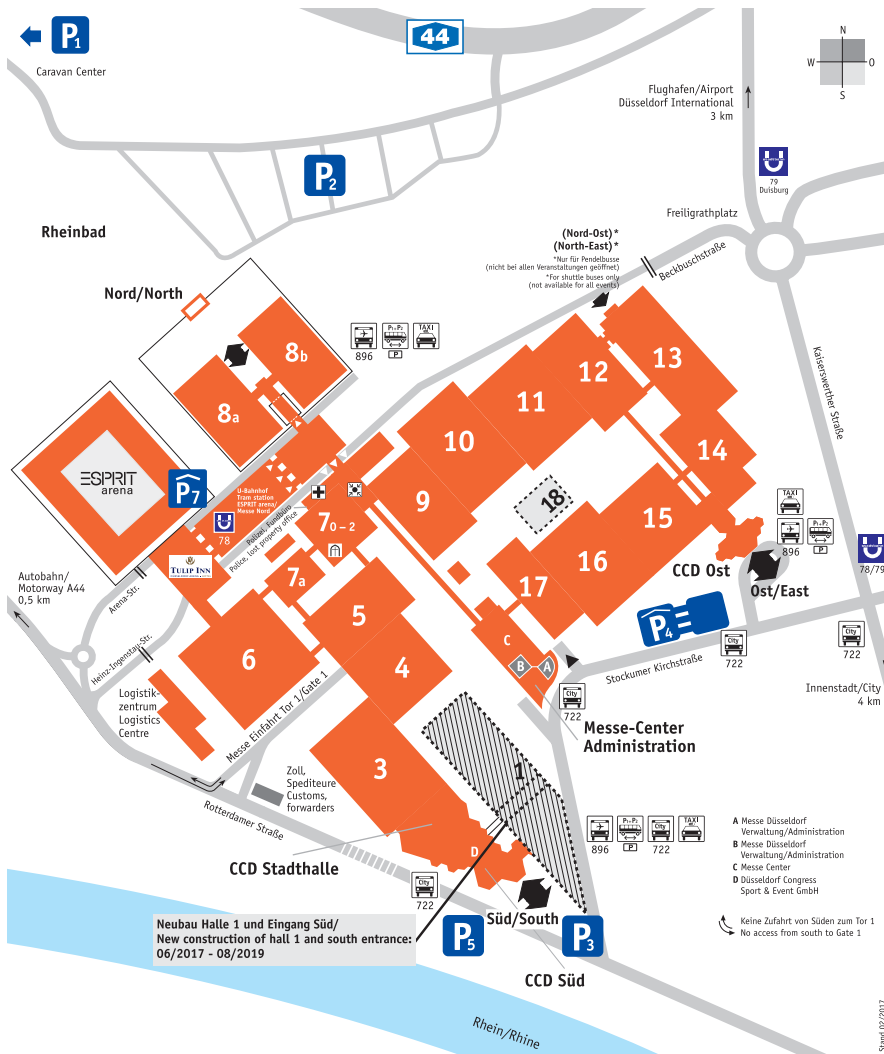 P1
Caravan Center
44
N
W
O
S
Flughafen/Airport
Düsseldorf International
3 km
U
79
Duisburg
P2
Freiligrathplatz
Rheinbad
(Nord-Ost)*
(North-East)*
*Nur für Pendelbusse
(nicht bei allen Veranstaltungen geöffnet)
*For shuttle buses only
(not available for all events)
Beckbuschstraße
Nord/North
896
P1-P2
P
TAXI
8b
8a
13
12
11
10
14
Kaiserswerther Straße
ESPRIT
arena
P7
U-Bahnhof
Tram station
ESPRIT arena/
Messe Nord
U
78
Polizei, Fundbüro
Police, lost property office
70-2
9
18
15
16
17
TAXI
896
P1-P2
P
U
78/79
CCD Ost
Ost/East
TULIP INN
7a
5
6
4
Autobahn/
Motorway A44
0,5 km
Arena-Str.
Heinz-Ingenstau-Str.
C
B
A
P4
City
722
City
722
Stockumer Kirchstraße
City
722
Innenstadt/City
4 km
Logistik-
zentrum
Logistics
Centre
Messe Einfahrt Tor 1/Gate 1
Messe-Center
Administration
3
1
Zoll,
Spediteure
Customs,
forwarders
Rotterdamer Straße
D
CCD Stadthalle
City
722
896
P1-P2
P
City
722
TAXI
A Messe Düsseldorf
Verwaltung/Administration
B Messe Düsseldorf
Verwaltung/Administration
C Messe Center
D Düsseldorf Congress
Sport & Event GmbH
Keine Zufahrt von Süden zum Tor 1
No access from south to Gate 1
Neubau Halle 1 und Eingang Süd/
New construction of hall 1 and south entrance:
06/2017 - 08/2019
P5
Süd/South
P3
CCD Süd
Rhein/Rhine
Stand 02/2017